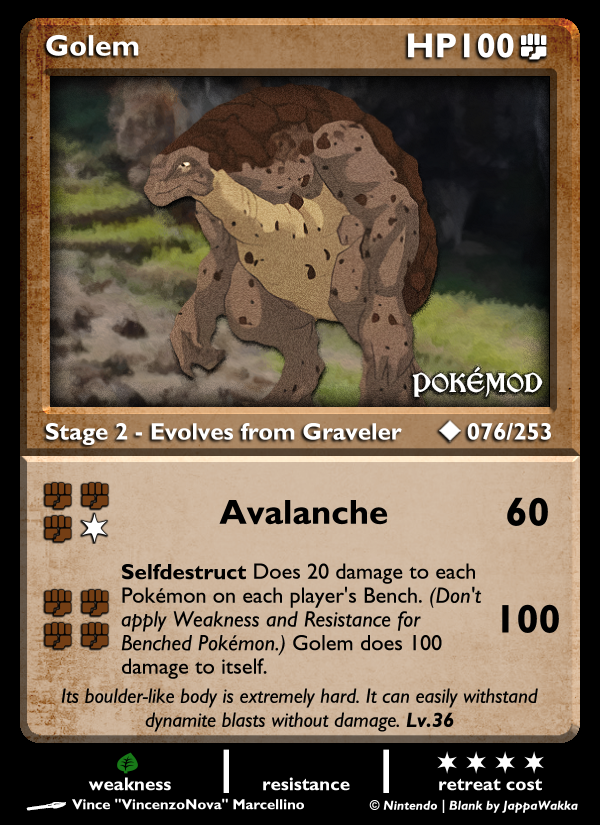 Golem HP100
POKÉMOD
Stage 2 - Evolves from Graveler 076/253
Avalanche 60
Selfdestruct Does 20 damage to each
Pokémon on each player's Bench. (Don't
apply Weakness and Resistance for
Benched Pokémon.) Golem does 100
damage to itself.
100
Its boulder-like body is extremely hard. It can easily withstand
dynamite blasts without damage. Lv.36
weakness resistance retreat cost
Vince "VincenzoNova" Marcellino © Nintendo | Blank by JappaWakka